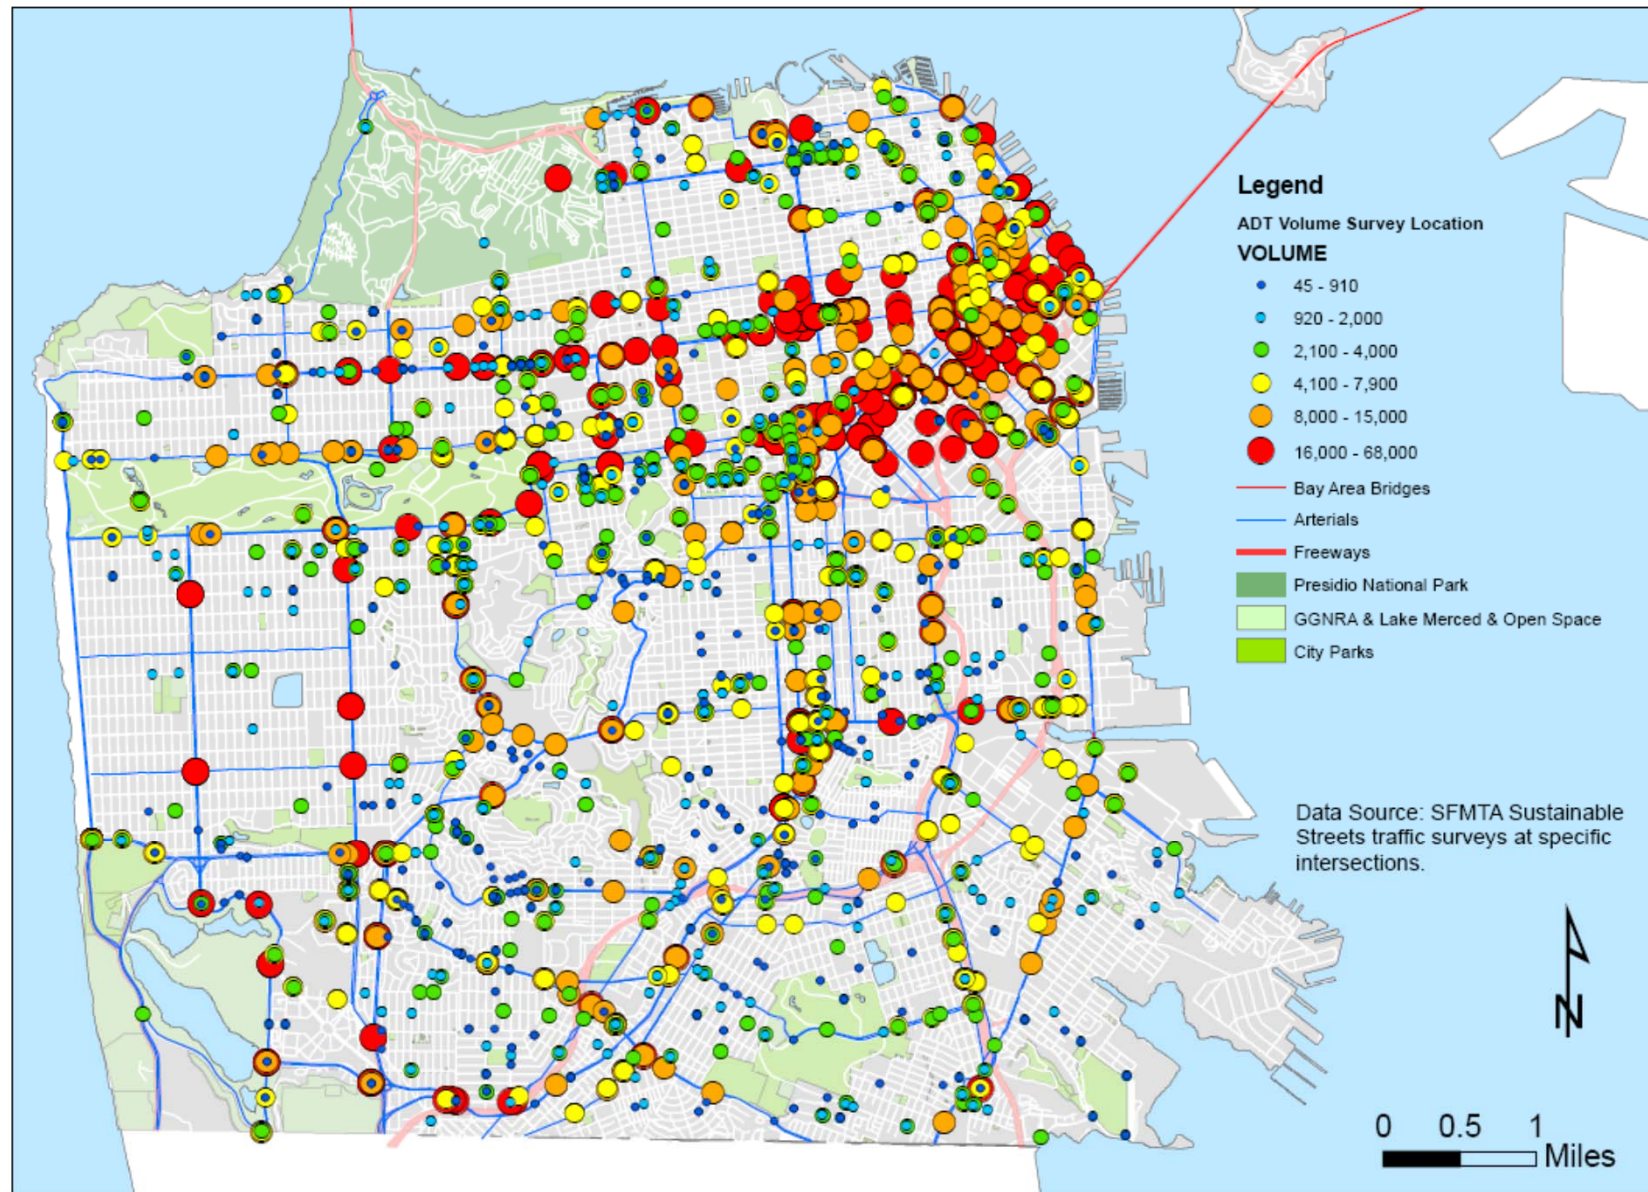 Legend
ADT Volume Survey Location
VOLUME
45 - 910
920 - 2,000
2,100 - 4,000
4,100 - 7,900
8,000 - 15,000
16,000 - 68,000
Bay Area Bridges
Arterials
Freeways
Presidio National Park
GGNRA & Lake Merced & Open Space
City Parks
Data Source: SFMTA Sustainable
Streets traffic surveys at specific
intersections.
N
0 0.5 1
Miles